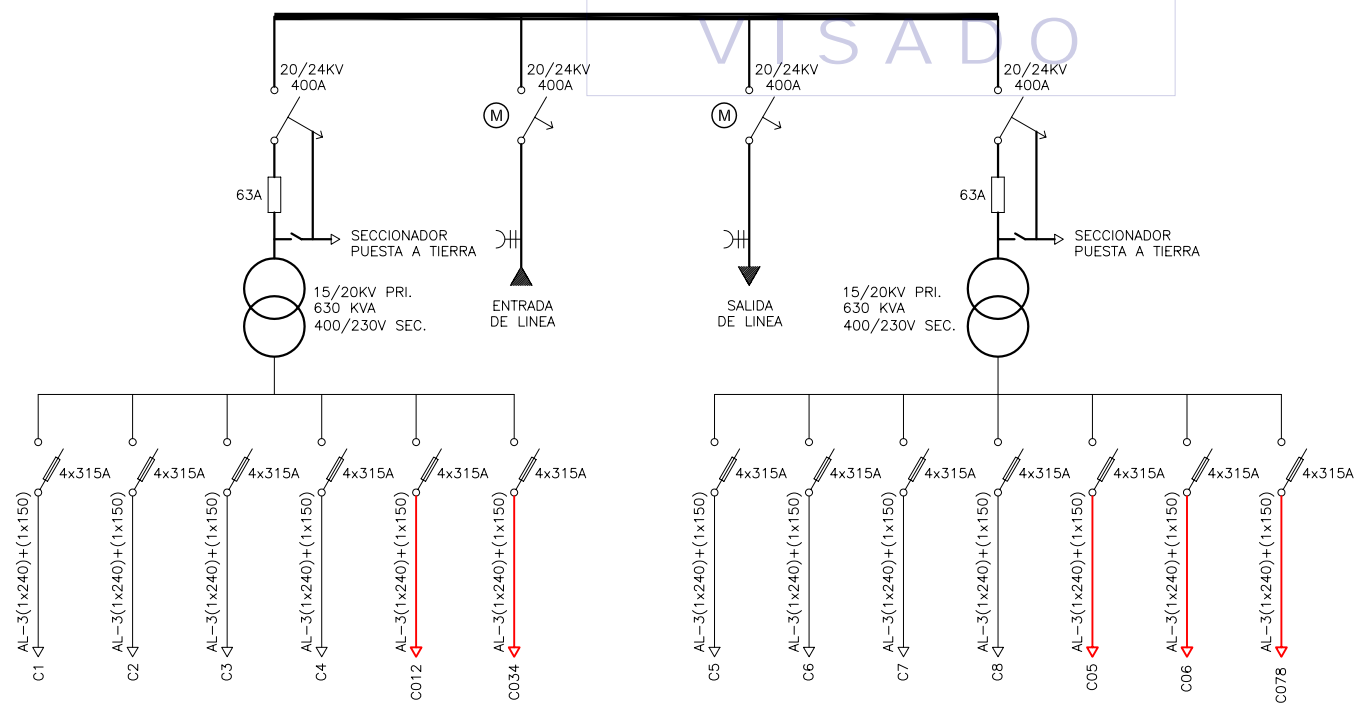 VISADO
20/24KV
400A
20/24KV
400A
20/24KV
400A
20/24KV
400A
M
M
63A
63A
SECCIONADOR
PUESTA A TIERRA
SECCIONADOR
PUESTA A TIERRA
15/20KV PRI.
630 KVA
400/230V SEC.
ENTRADA
DE LINEA
SALIDA
DE LINEA
15/20KV PRI.
630 KVA
400/230V SEC.
4x315A
4x315A
4x315A
4x315A
4x315A
4x315A
4x315A
4x315A
4x315A
4x315A
4x315A
4x315A
4x315A
AL-3(1x240)+(1x150)
AL-3(1x240)+(1x150)
AL-3(1x240)+(1x150)
AL-3(1x240)+(1x150)
AL-3(1x240)+(1x150)
AL-3(1x240)+(1x150)
AL-3(1x240)+(1x150)
AL-3(1x240)+(1x150)
AL-3(1x240)+(1x150)
AL-3(1x240)+(1x150)
AL-3(1x240)+(1x150)
AL-3(1x240)+(1x150)
AL-3(1x240)+(1x150)
C1
C2
C3
C4
C012
C034
C5
C6
C7
C8
C05
C06
C078